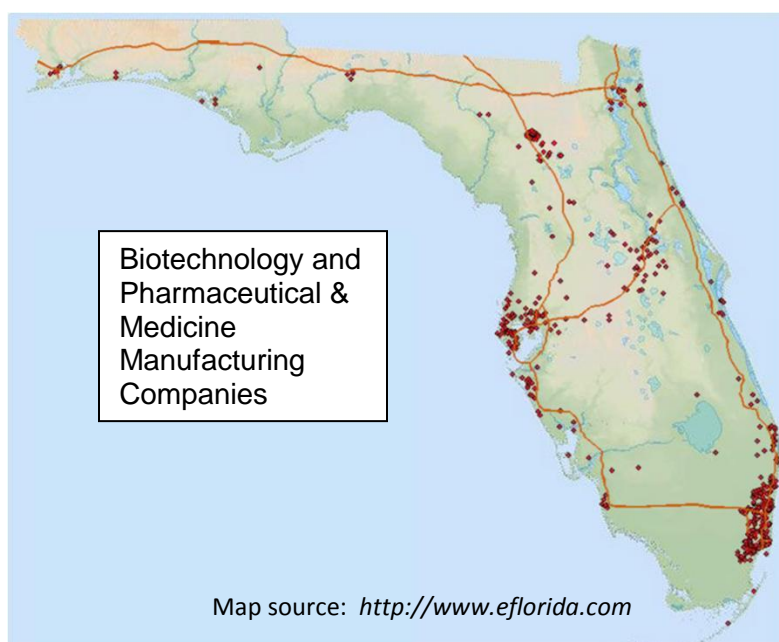 Biotechnology and
Pharmaceutical &
Medicine
Manufacturing
Companies
Map source: http://www.eflorida.com